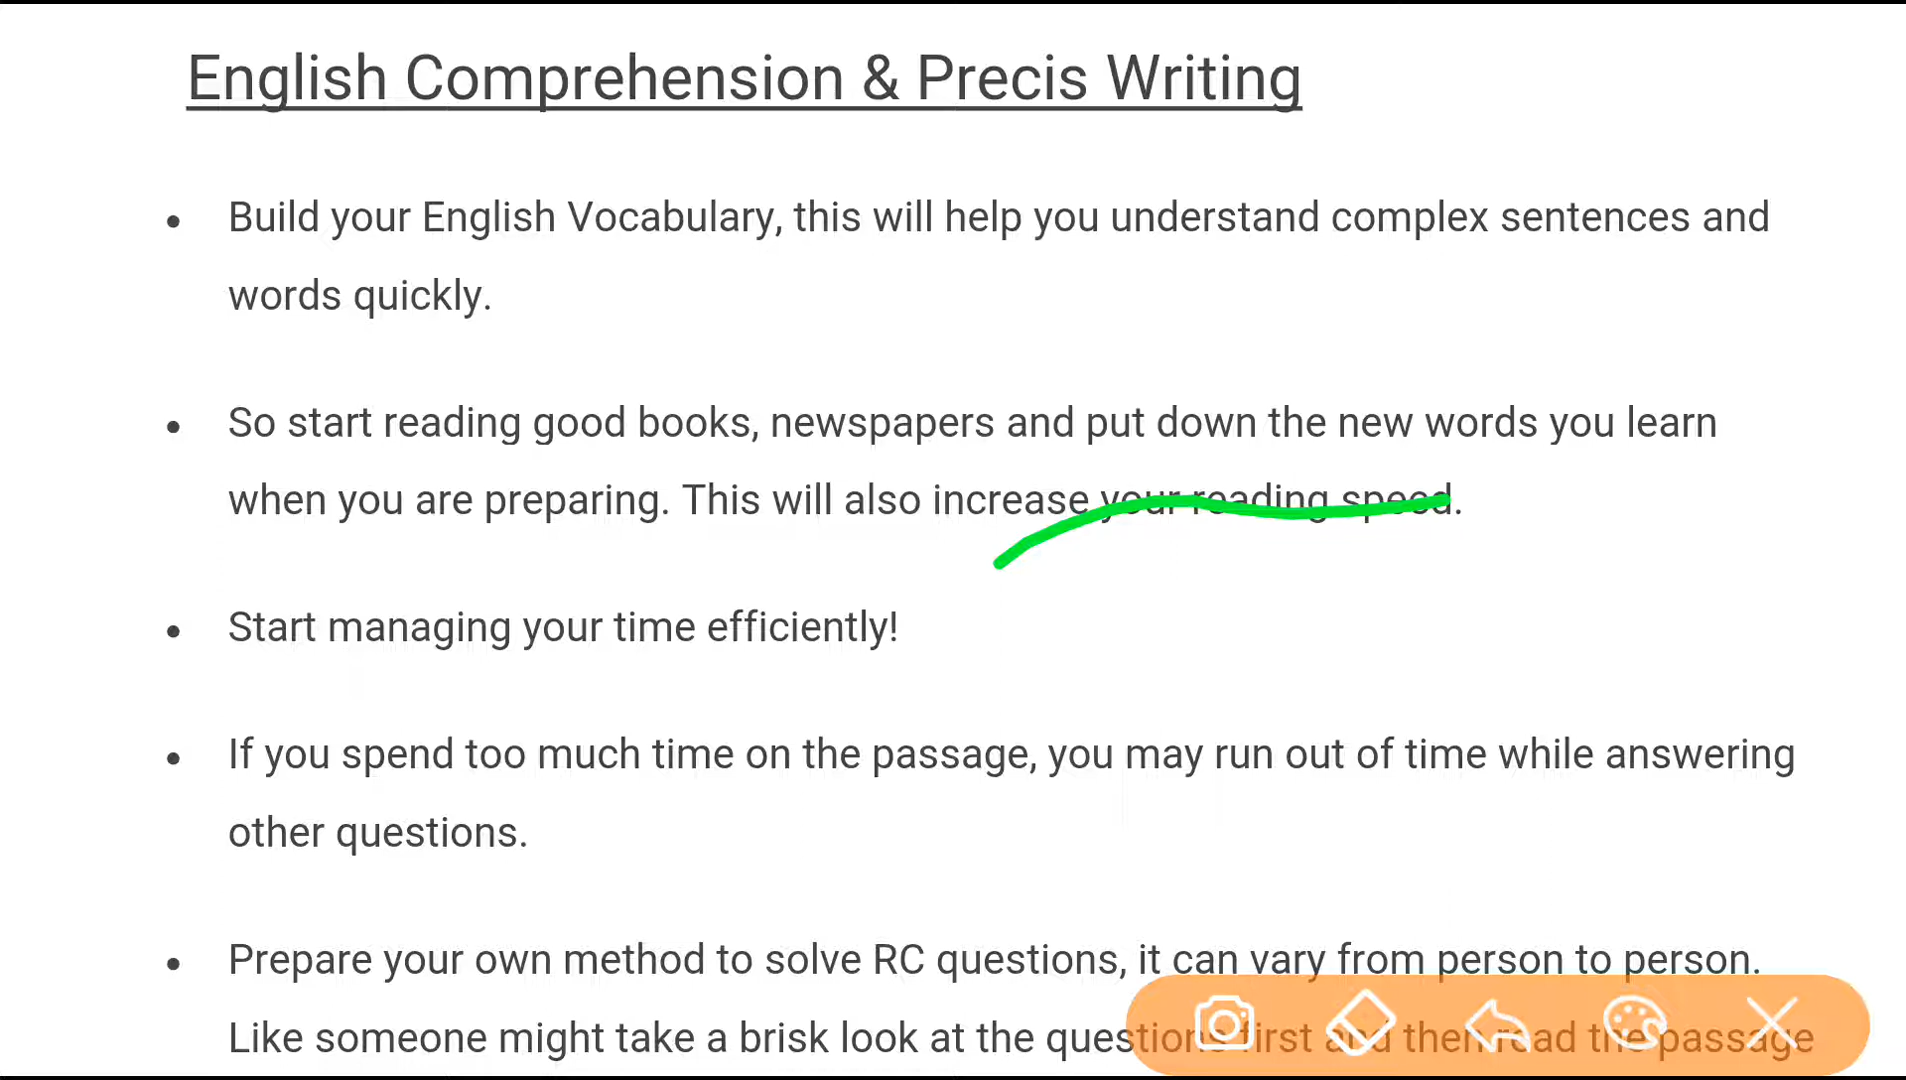 English Comprehension & Precis Writing
• Build your English Vocabulary, this will help you understand complex sentences and
words quickly.
• So start reading good books, newspapers and put down the new words you learn
when you are preparing. This will also increase your reading speed.
• Start managing your time efficiently!
• If you spend too much time on the passage, you may run out of time while answering
other questions.
• Prepare your own method to solve RC questions, it can vary from person to person.
Like someone might take a brisk look at the questions first and then read the passage